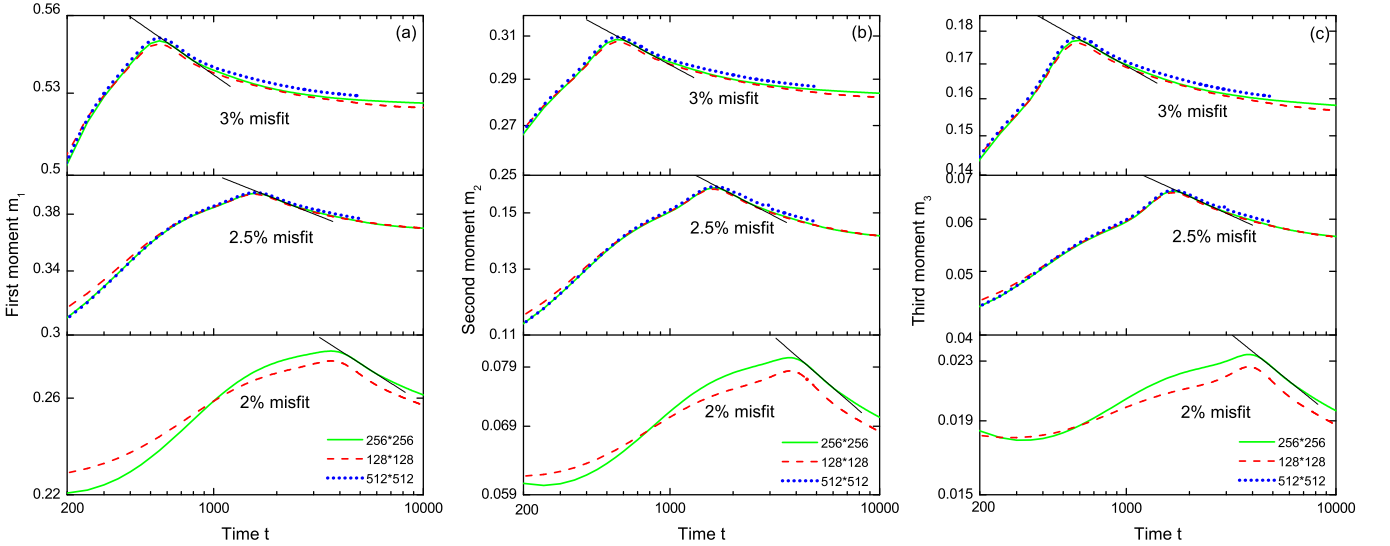 First moment m1
0.56
0.53
0.5
0.38
0.34
0.3
0.26
0.22
(a)
3% misfit
2.5% misfit
2% misfit
256*256
128*128
512*512
200
1000
10000
Time t
Second moment m2
0.31
0.29
0.27
0.25
0.15
0.13
0.11
0.079
0.069
0.059
(b)
3% misfit
2.5% misfit
2% misfit
256*256
128*128
512*512
200
1000
10000
Time t
Third moment m3
0.18
0.17
0.16
0.15
0.14
0.07
0.06
0.05
0.04
0.023
0.019
0.015
(c)
3% misfit
2.5% misfit
2% misfit
256*256
128*128
512*512
200
1000
10000
Time t